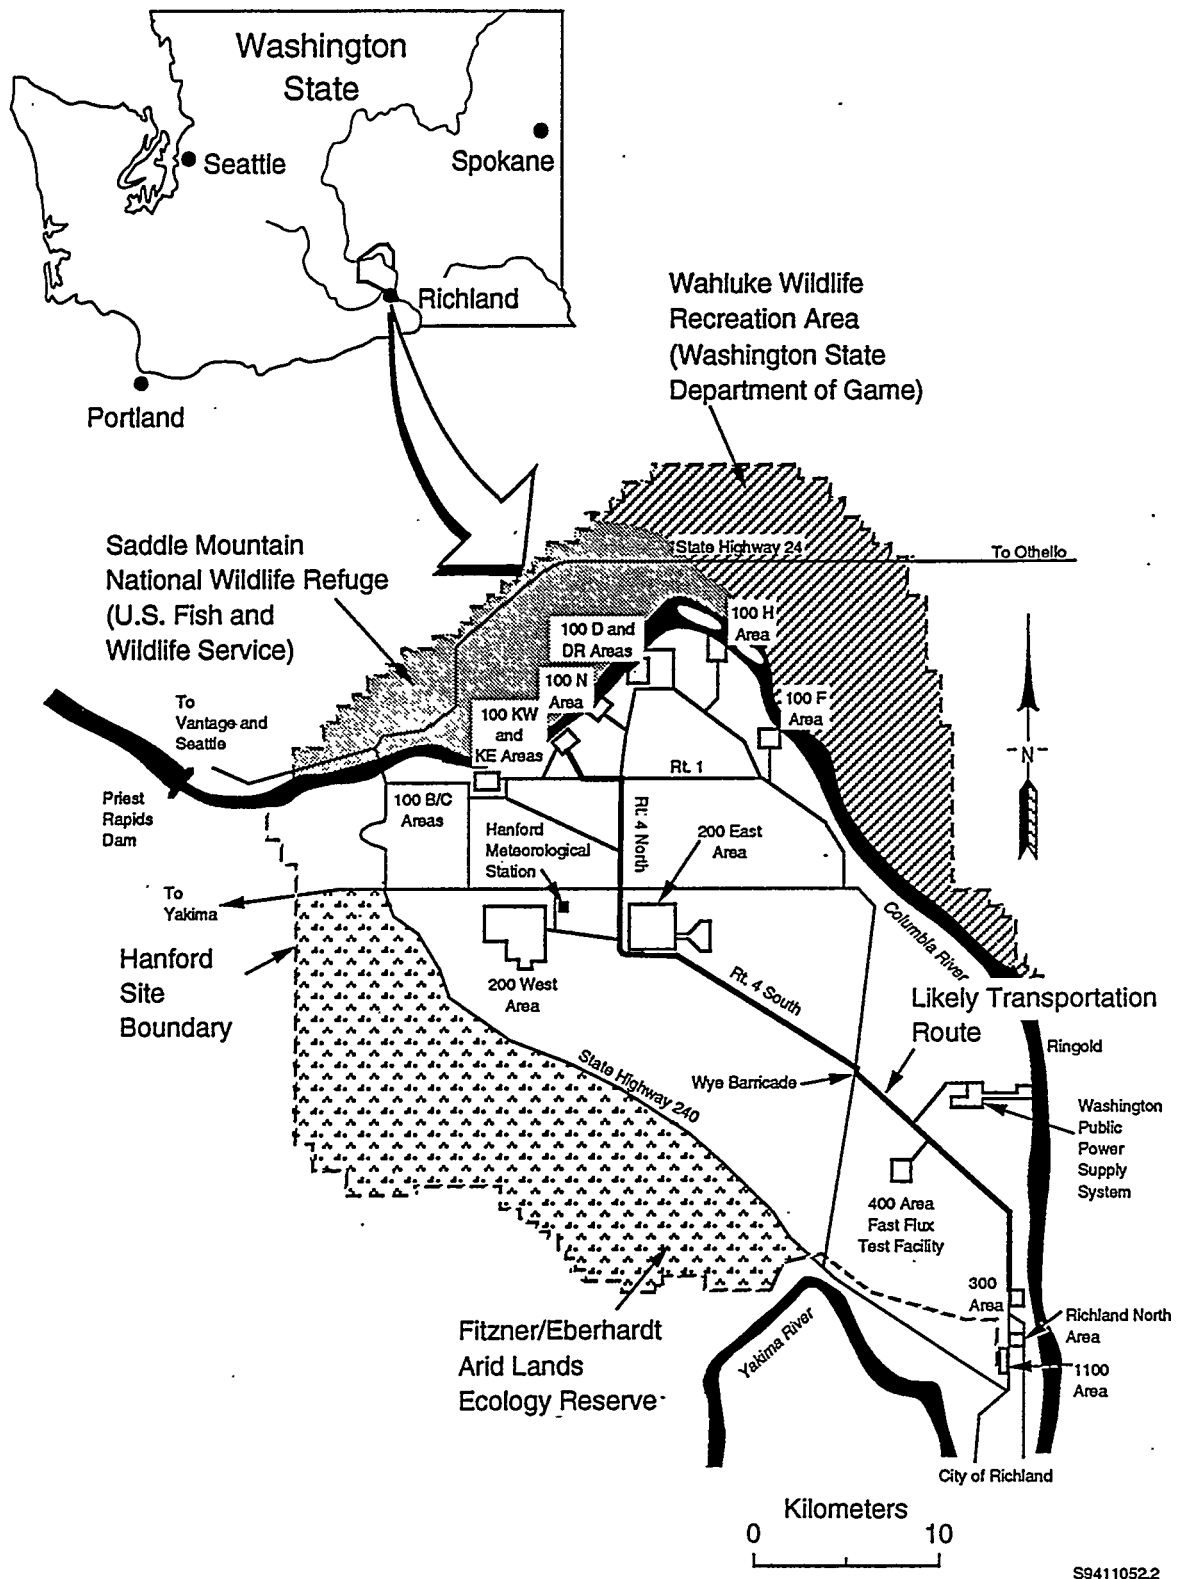 Washington
State
Seattle
Spokane
Richland
Portland
Wahluke Wildlife
Recreation Area
(Washington State
Department of Game)
Saddle Mountain
National Wildlife Refuge
(U.S. Fish and
Wildlife Service)
State Highway 24
To Othello
100 H
Area
100 D and
DR Areas
100 N
Area
100 F
Area
100 KW
and
KE Areas
To
Vantage and
Seattle
N
Rt. 1
Priest
Rapids
Dam
100 B/C
Areas
Rt. 4 North
Hanford
Meteorological
Station
200 East
Area
To
Yakima
Columbia River
Hanford
Site
Boundary
200 West
Area
Rt. 4 South
Likely Transportation
Route
Ringold
State Highway 240
Wye Barricade
Washington
Public
Power
Supply
System
400 Area
Fast Flux
Test Facility
300
Area
Richland North
Area
1100
Area
Fitzner/Eberhardt
Arid Lands
Ecology Reserve
Yakima River
City of Richland
Kilometers
0 10
S9411052.2